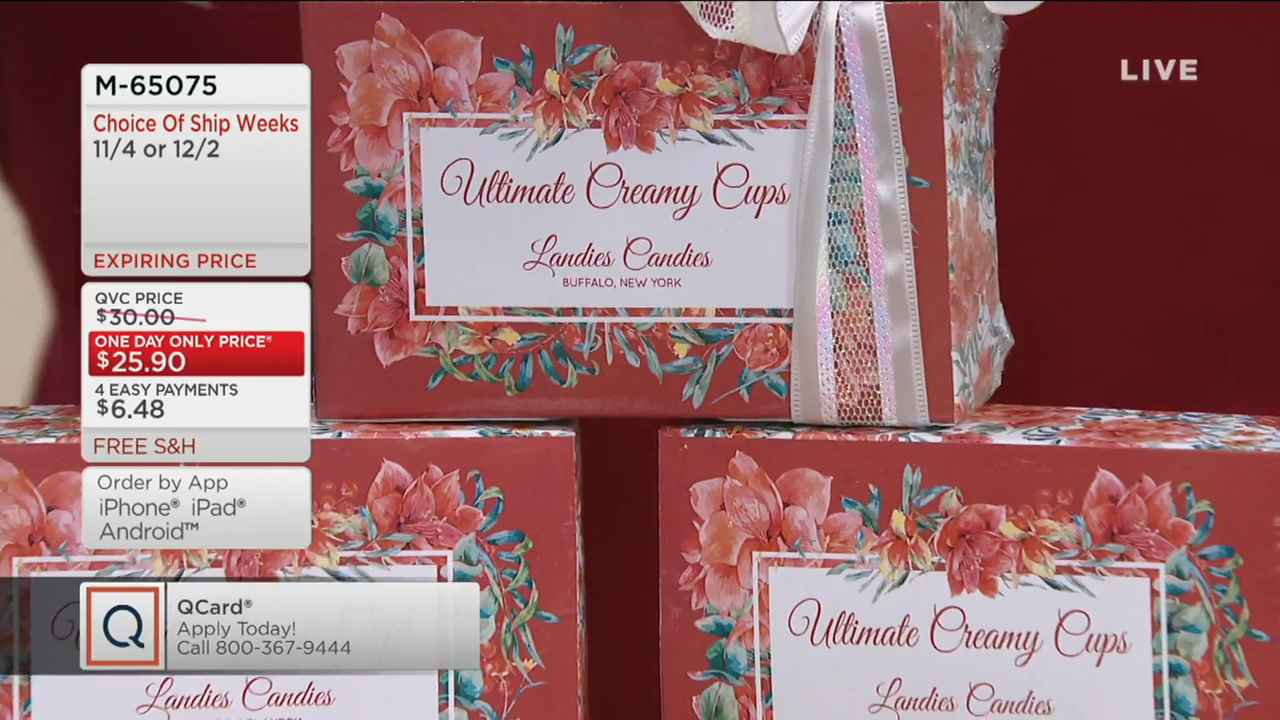 LIVE
M-65075
Choice Of Ship Weeks
11/4 or 12/2
EXPIRING PRICE
QVC PRICE
$30.00
ONE DAY ONLY PRICE®
$25.90
4 EASY PAYMENTS
$6.48
FREE S&H
Order by App
iPhone® iPad®
Android™
Q
QCard®
Apply Today!
Call 800-367-9444
Ultimate Creamy Cups
Landies Candies
BUFFALO, NEW YORK
Landies Candies
Ultimate Creamy Cups
Landies Candies